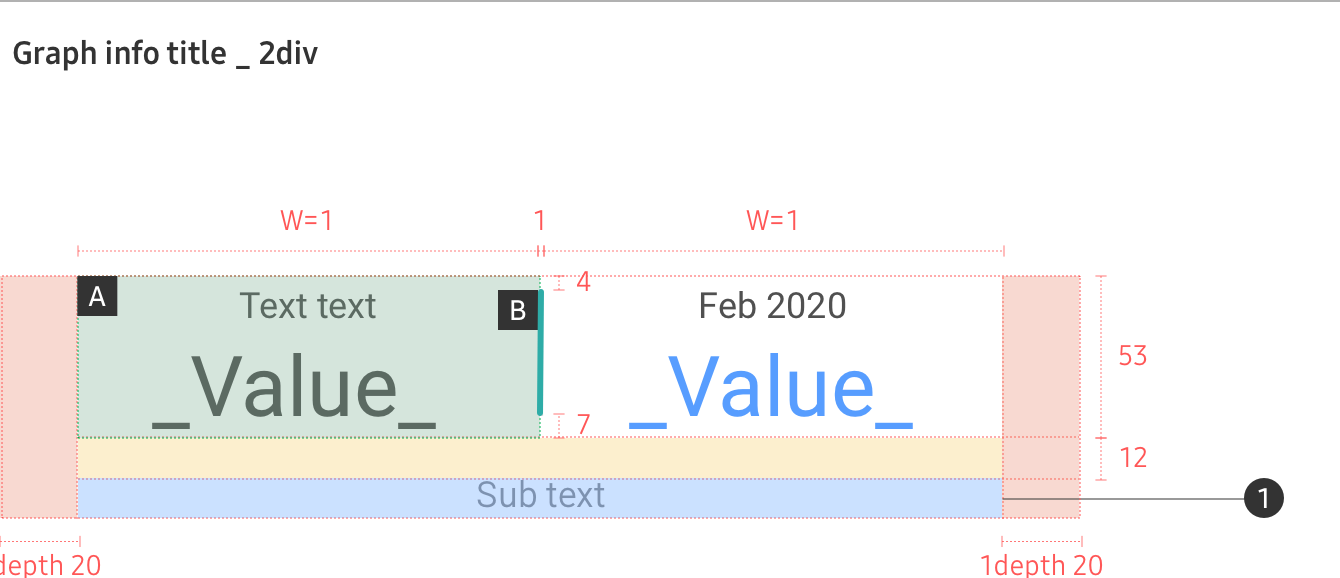 Graph info title _ 2div
W=1 1 W=1
A Text text B 4 Feb 2020
53
_Value_ _Value_
7
12
Sub text 1
depth 20 1depth 20